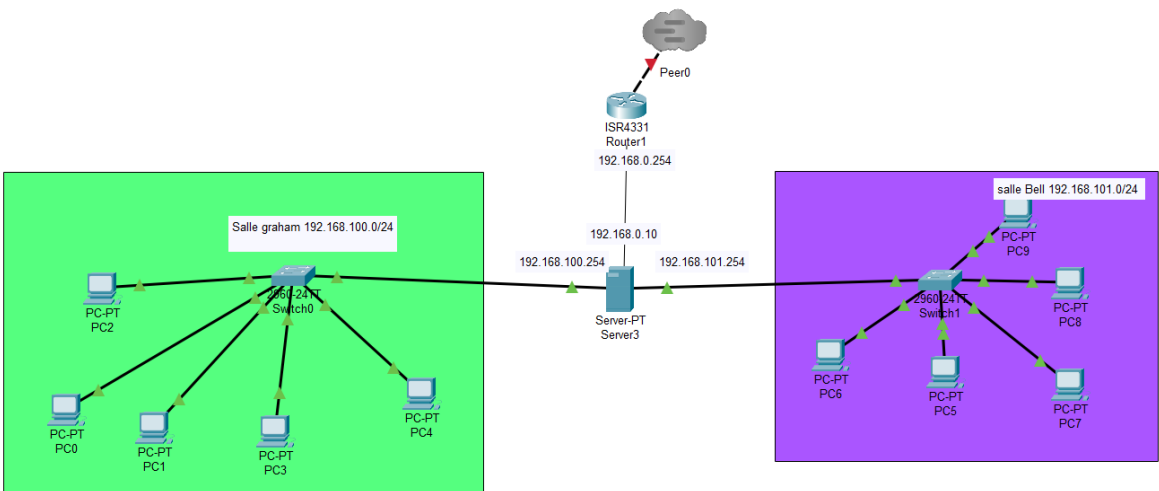 Peer0
ISR4331
Router1
192.168.0.254
salle Bell 192.168.101.0/24
Salle graham 192.168.100.0/24
192.168.0.10
192.168.100.254
192.168.101.254
PC-PT
PC9
2960-24TT
Switch0
2960-24TT
Switch1
PC-PT
PC2
Server-PT
Server3
PC-PT
PC8
PC-PT
PC6
PC-PT
PC5
PC-PT
PC7
PC-PT
PC4
PC-PT
PC0
PC-PT
PC1
PC-PT
PC3